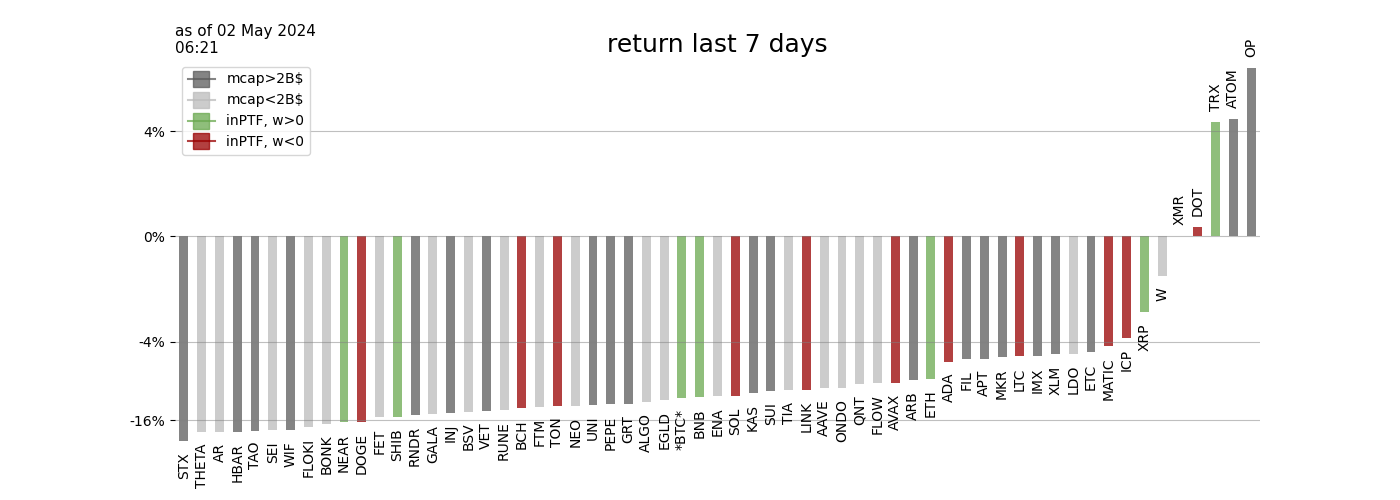 as of 02 May 2024
06:21
return last 7 days
mcap>2B$
mcap<2B$
inPTF, w>0
inPTF, w<0
4%
0%
-4%
-16%
STX
THETA
AR
HBAR
TAO
SEI
WIF
FLOKI
BONK
NEAR
DOGE
FET
SHIB
RNDR
GALA
INJ
BSV
VET
RUNE
BCH
FTM
TON
NEO
UNI
PEPE
GRT
ALGO
EGLD
*BTC*
BNB
ENA
SOL
KAS
SUI
TIA
LINK
AAVE
ONDO
QNT
FLOW
AVAX
ARB
ETH
ADA
FIL
APT
MKR
LTC
IMX
XLM
LDO
ETC
MATIC
ICP
XRP
W
XMR
DOT
TRX
ATOM
OP